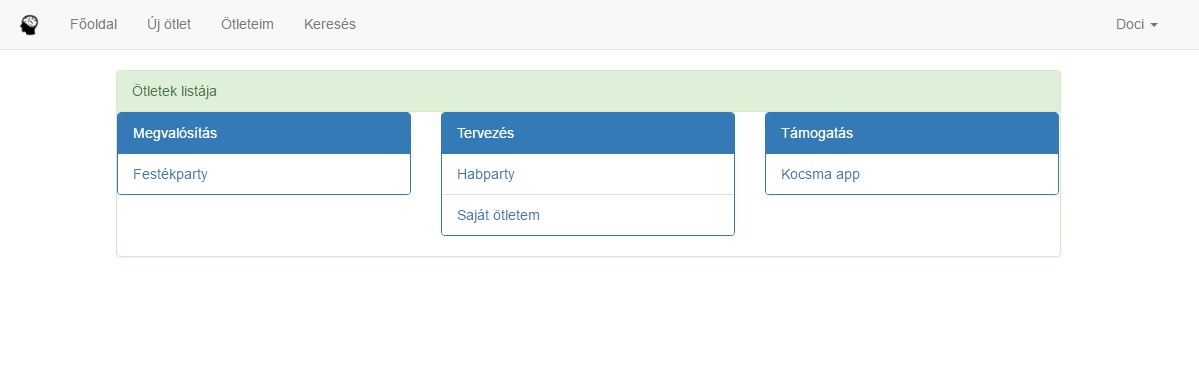 Főoldal Új ötlet Ötleteim Keresés Doci
Ötletek listája
Megvalósítás
Festékparty
Tervezés
Habparty
Saját ötletem
Támogatás
Kocsma app